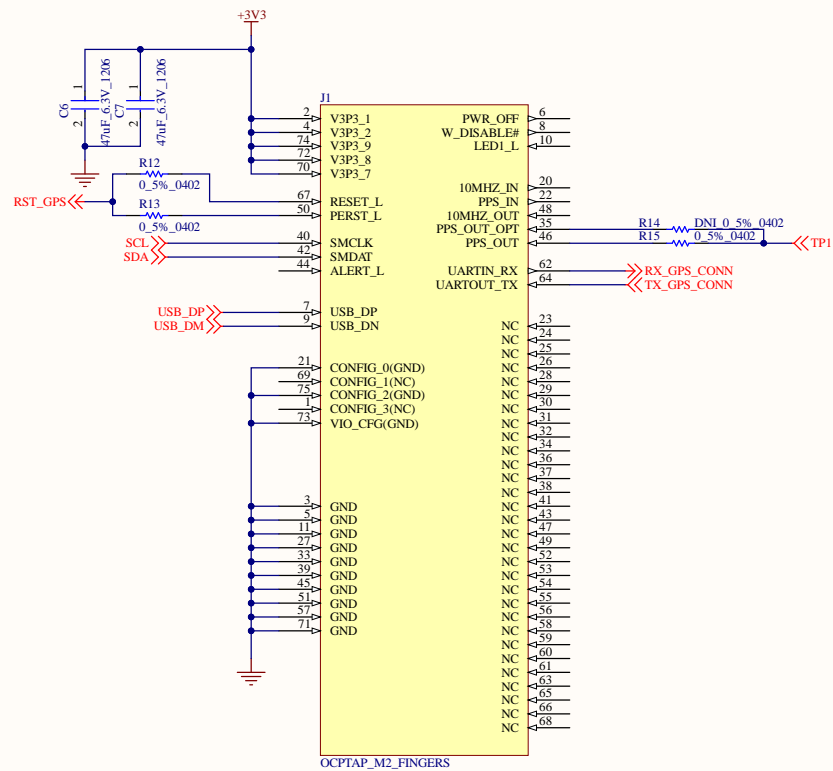 +3V3
C6
1
2
47uF_6.3V_1206
C7
1
2
47uF_6.3V_1206
J1
2 V3P3_1
4 V3P3_2
74 V3P3_9
72 V3P3_8
70 V3P3_7
RST_GPS
R12
0_5%_0402
R13
0_5%_0402
67 RESET_L
50 PERST_L
SCL 40 SMCLK
SDA 42 SMDAT
44 ALERT_L
USB_DP 7 USB_DP
USB_DM 9 USB_DN
21 CONFIG_0(GND)
69 CONFIG_1(NC)
75 CONFIG_2(GND)
1 CONFIG_3(NC)
73 VIO_CFG(GND)
3 GND
5 GND
11 GND
27 GND
33 GND
39 GND
45 GND
51 GND
57 GND
71 GND
PWR_OFF 6
W_DISABLE# 8
LED1_L 10
10MHZ_IN 20
PPS_IN 22
10MHZ_OUT 48
PPS_OUT_OPT 35 R14 DNI_0_5%_0402
PPS_OUT 46 R15 0_5%_0402 TP1
UARTIN_RX 62 RX_GPS_CONN
UARTOUT_TX 64 TX_GPS_CONN
NC 23
NC 24
NC 25
NC 26
NC 28
NC 29
NC 30
NC 31
NC 32
NC 34
NC 36
NC 37
NC 38
NC 41
NC 43
NC 47
NC 49
NC 52
NC 53
NC 54
NC 55
NC 56
NC 58
NC 59
NC 60
NC 61
NC 63
NC 65
NC 66
NC 68
OCPTAP_M2_FINGERS